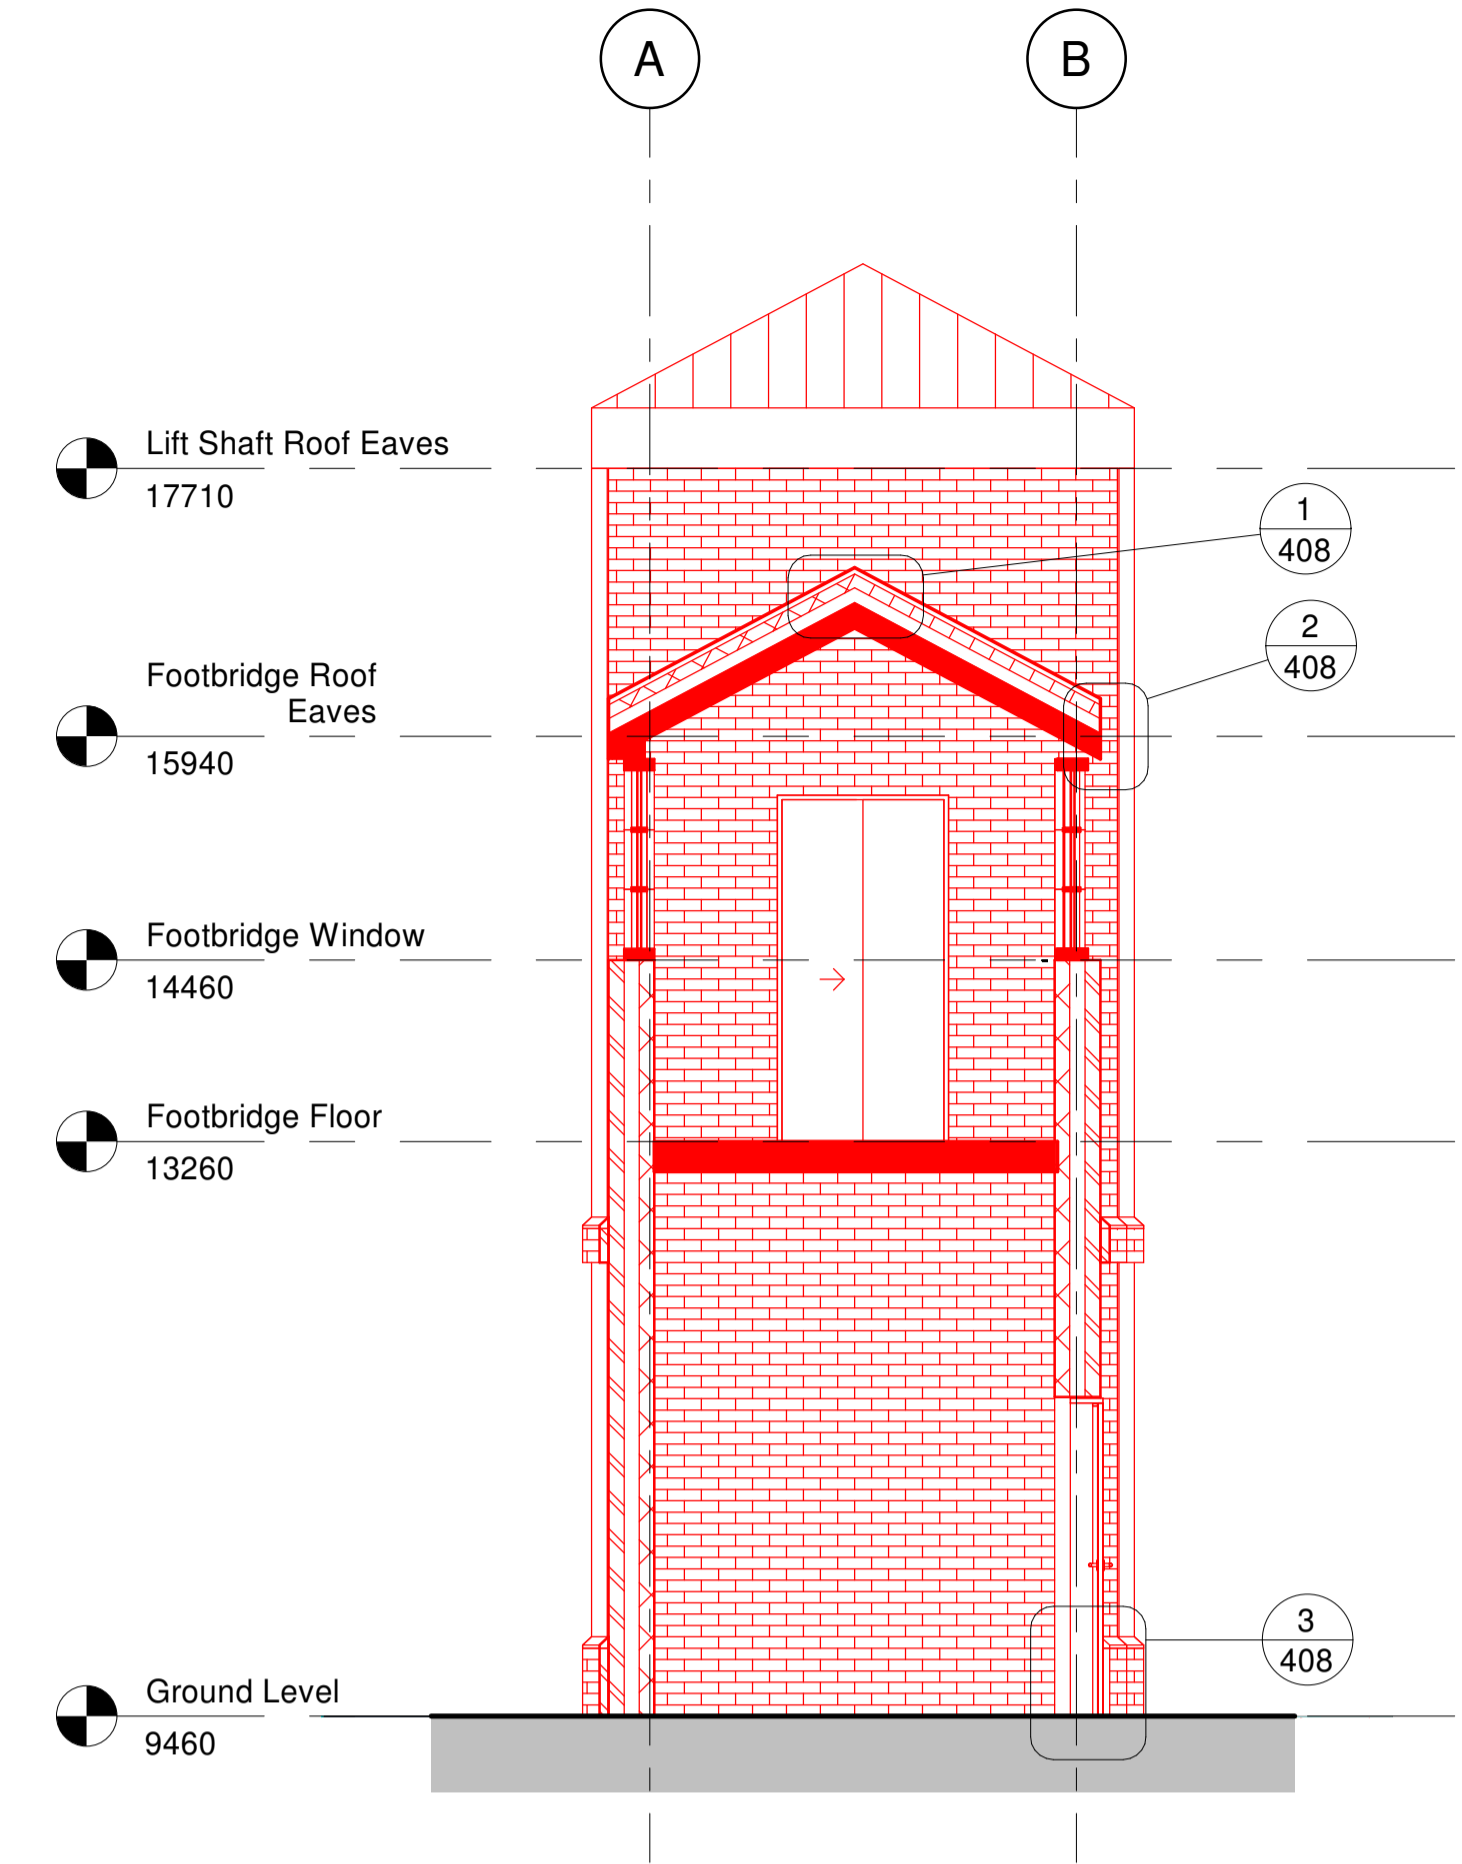 A
B
Lift Shaft Roof Eaves
17710
1
408
2
408
Footbridge Roof
Eaves
15940
Footbridge Window
14460
Footbridge Floor
13260
3
408
Ground Level
9460